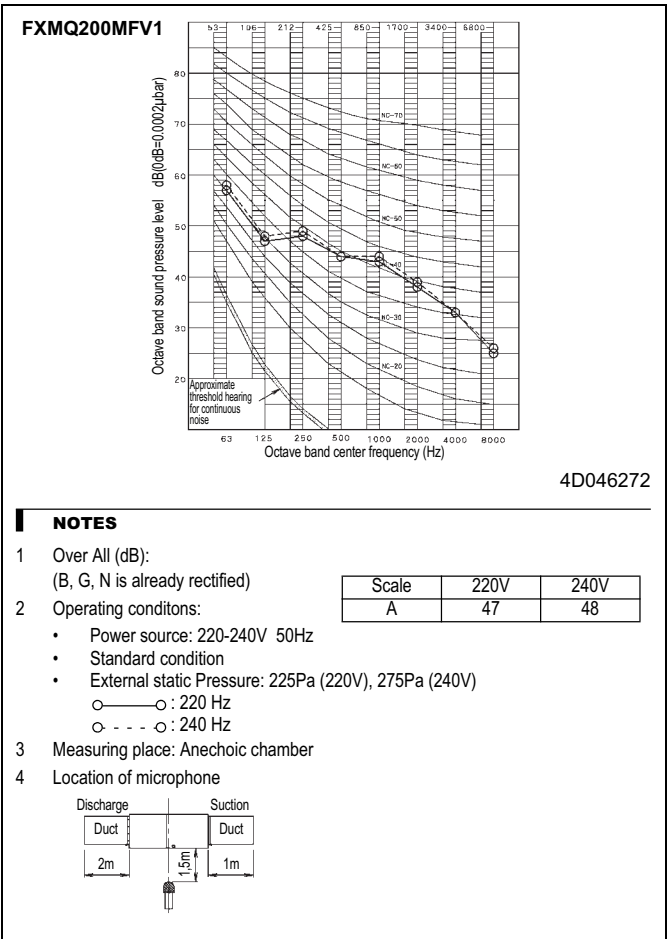 FXMQ200MFV1
53 106 212 425 850 1700 3400 6800
Octave band sound pressure level dB(0dB=0.0002µbar)
80
70
60
50
40
30
20
NC-70
NC-60
NC-50
-40
NC-30
NC-20
Approximate
threshold hearing
for continuous
noise
63 125 250 500 1000 2000 4000 8000
Octave band center frequency (Hz)
4D046272
NOTES
1 Over All (dB):
(B, G, N is already rectified)
Scale 220V 240V
A 47 48
2 Operating conditons:
• Power source: 220-240V 50Hz
• Standard condition
• External static Pressure: 225Pa (220V), 275Pa (240V)
: 220 Hz
: 240 Hz
3 Measuring place: Anechoic chamber
4 Location of microphone
Discharge Suction
Duct Duct
2m 1,5m 1m